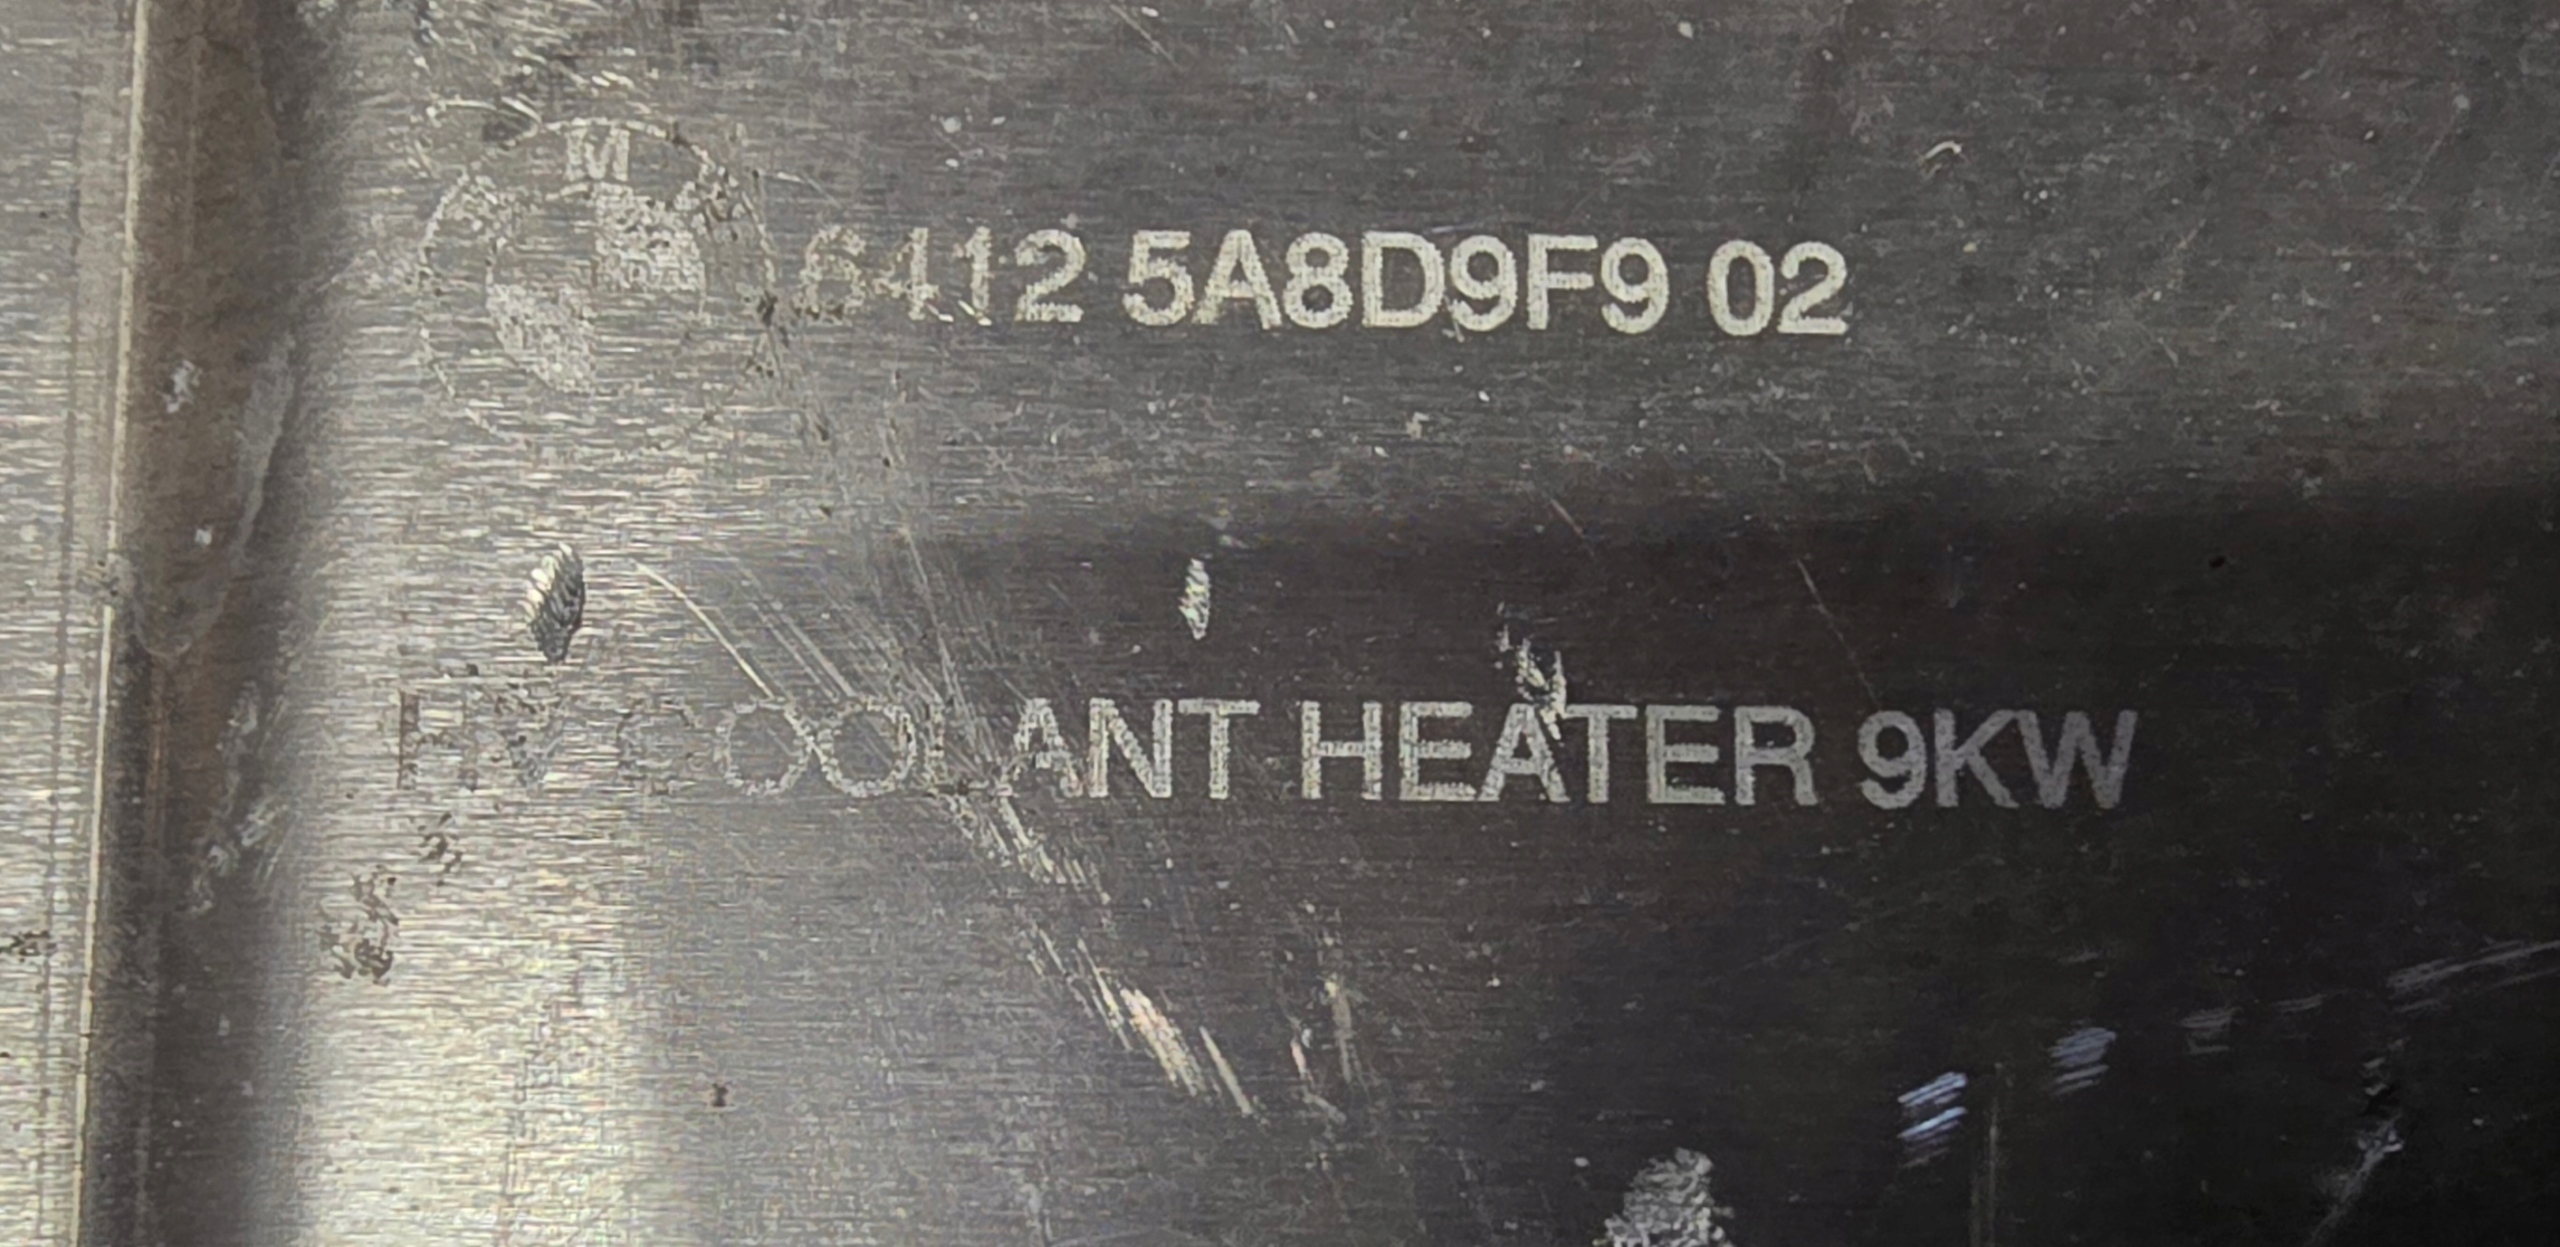 M
6412 5A8D9F9 02
HV COOLANT HEATER 9KW